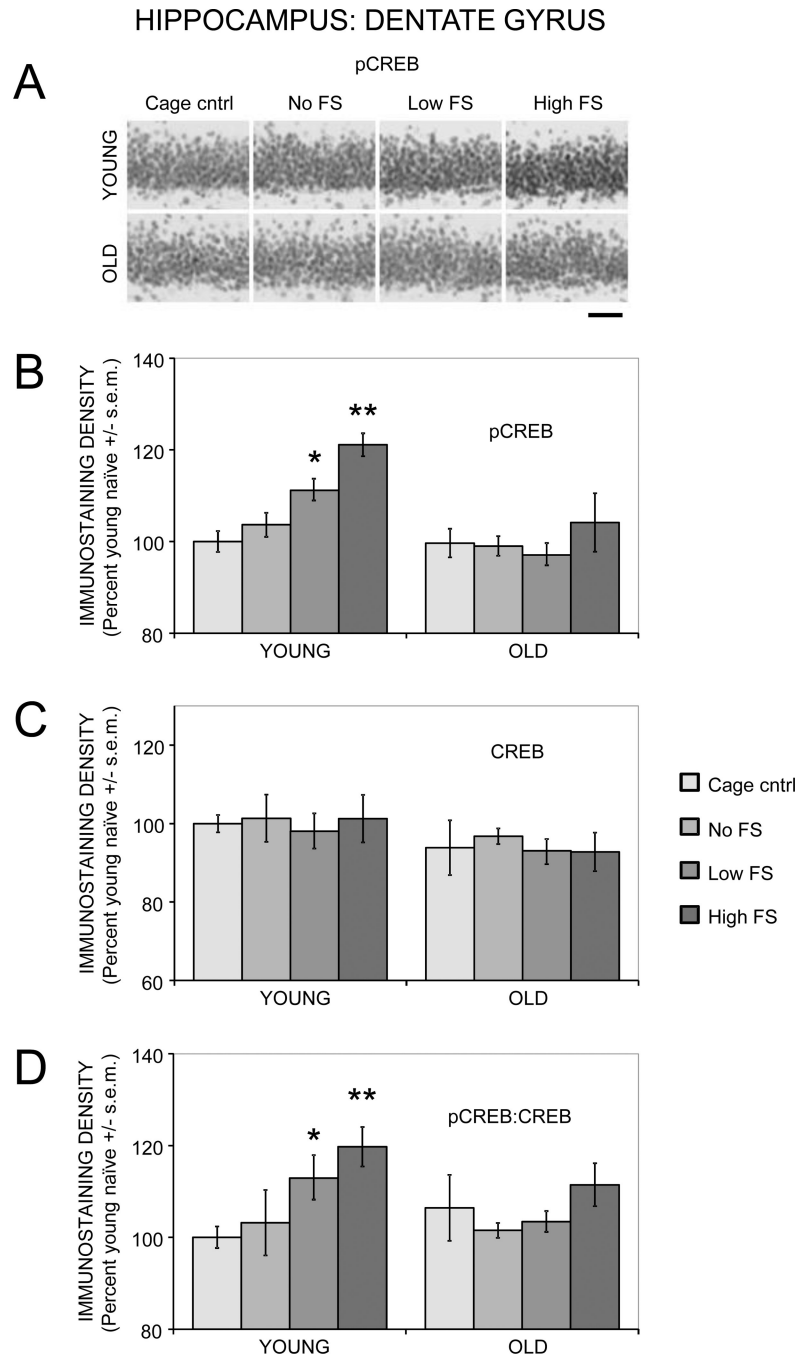 HIPPOCAMPUS: DENTATE GYRUS
A
pCREB
Cage cntrl No FS Low FS High FS
YOUNG
OLD
B
IMMUNOSTAINING DENSITY
(Percent young naïve +/- s.e.m.)
140
120
100
80
*
**
pCREB
YOUNG OLD
C
IMMUNOSTAINING DENSITY
(Percent young naïve +/- s.e.m.)
120
100
80
60
CREB
YOUNG OLD
Cage cntrl
No FS
Low FS
High FS
D
IMMUNOSTAINING DENSITY
(Percent young naïve +/- s.e.m.)
140
120
100
80
*
**
pCREB:CREB
YOUNG OLD